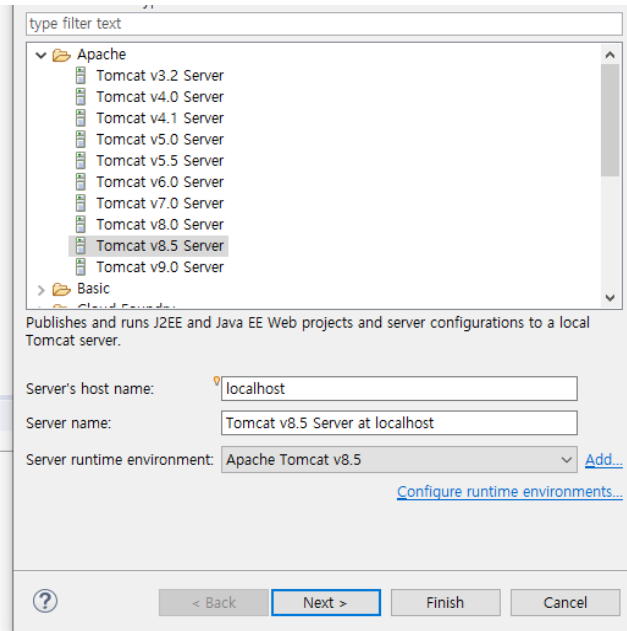 type filter text
Apache
Tomcat v3.2 Server
Tomcat v4.0 Server
Tomcat v4.1 Server
Tomcat v5.0 Server
Tomcat v5.5 Server
Tomcat v6.0 Server
Tomcat v7.0 Server
Tomcat v8.0 Server
Tomcat v8.5 Server
Tomcat v9.0 Server
Basic
Cloud Foundry
Publishes and runs J2EE and Java EE Web projects and server configurations to a local
Tomcat server.
Server's host name: localhost
Server name: Tomcat v8.5 Server at localhost
Server runtime environment: Apache Tomcat v8.5 Add...
Configure runtime environments...
? < Back Next > Finish Cancel